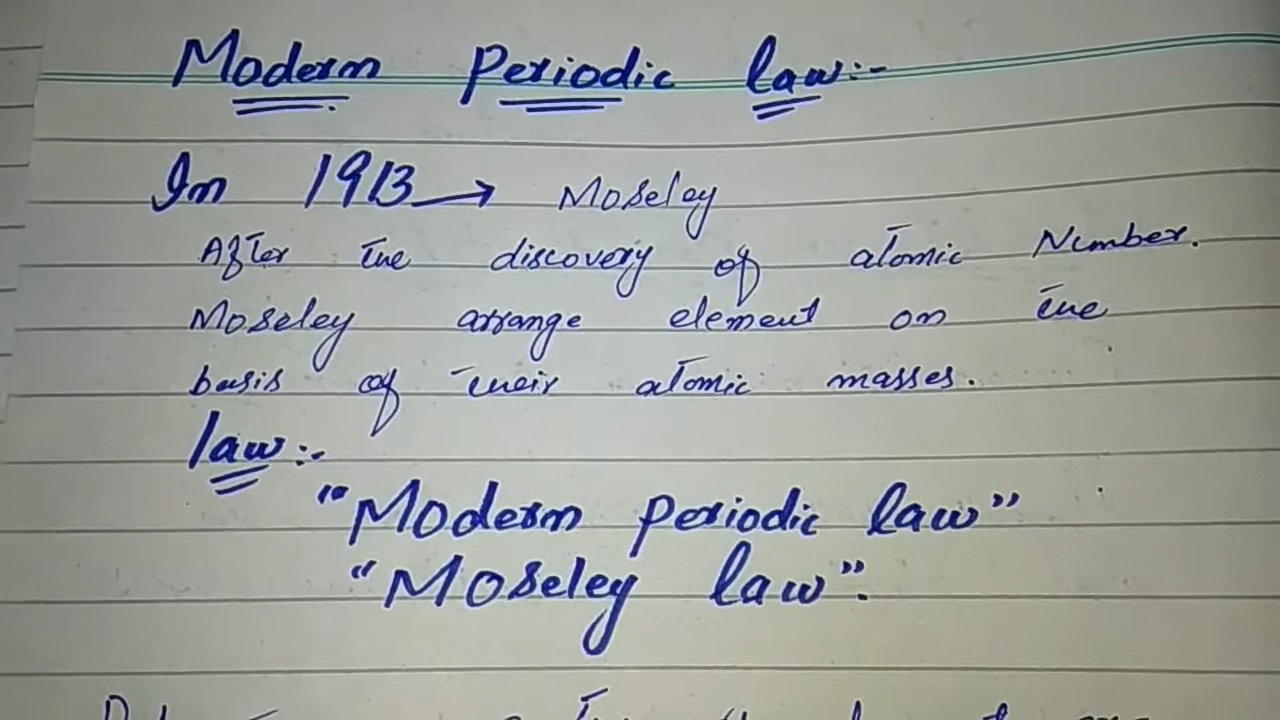 Modern Periodic law:-
In 1913 → Moseley
After the discovery of atomic Number.
Moseley arrange element on the
basis of their atomic masses.
law:-
"Modern periodic law"
"Moseley law".